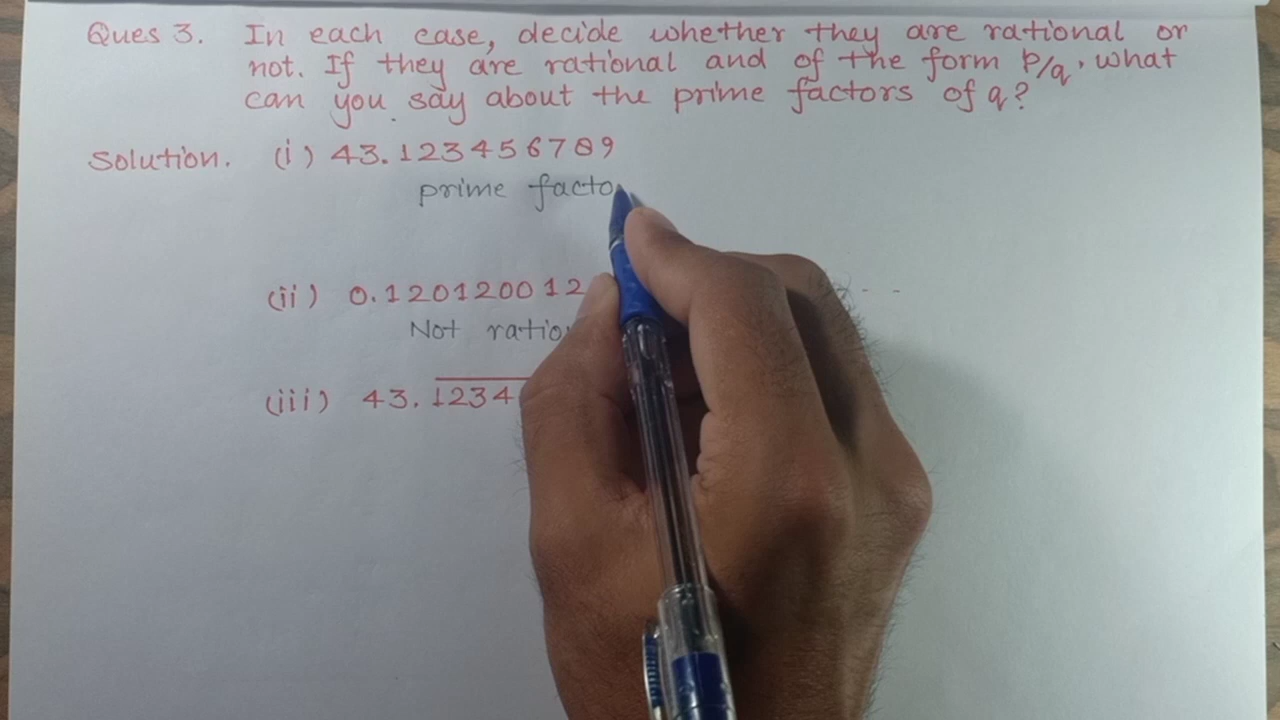 Ques 3. In each case, decide whether they are rational or
not. If they are rational and of the form p/q, what
can you say about the prime factors of q?
Solution. (i) 43.123456789
prime facto
(ii) 0.12012001 2 - -
Not ratio
(iii) 43.1234